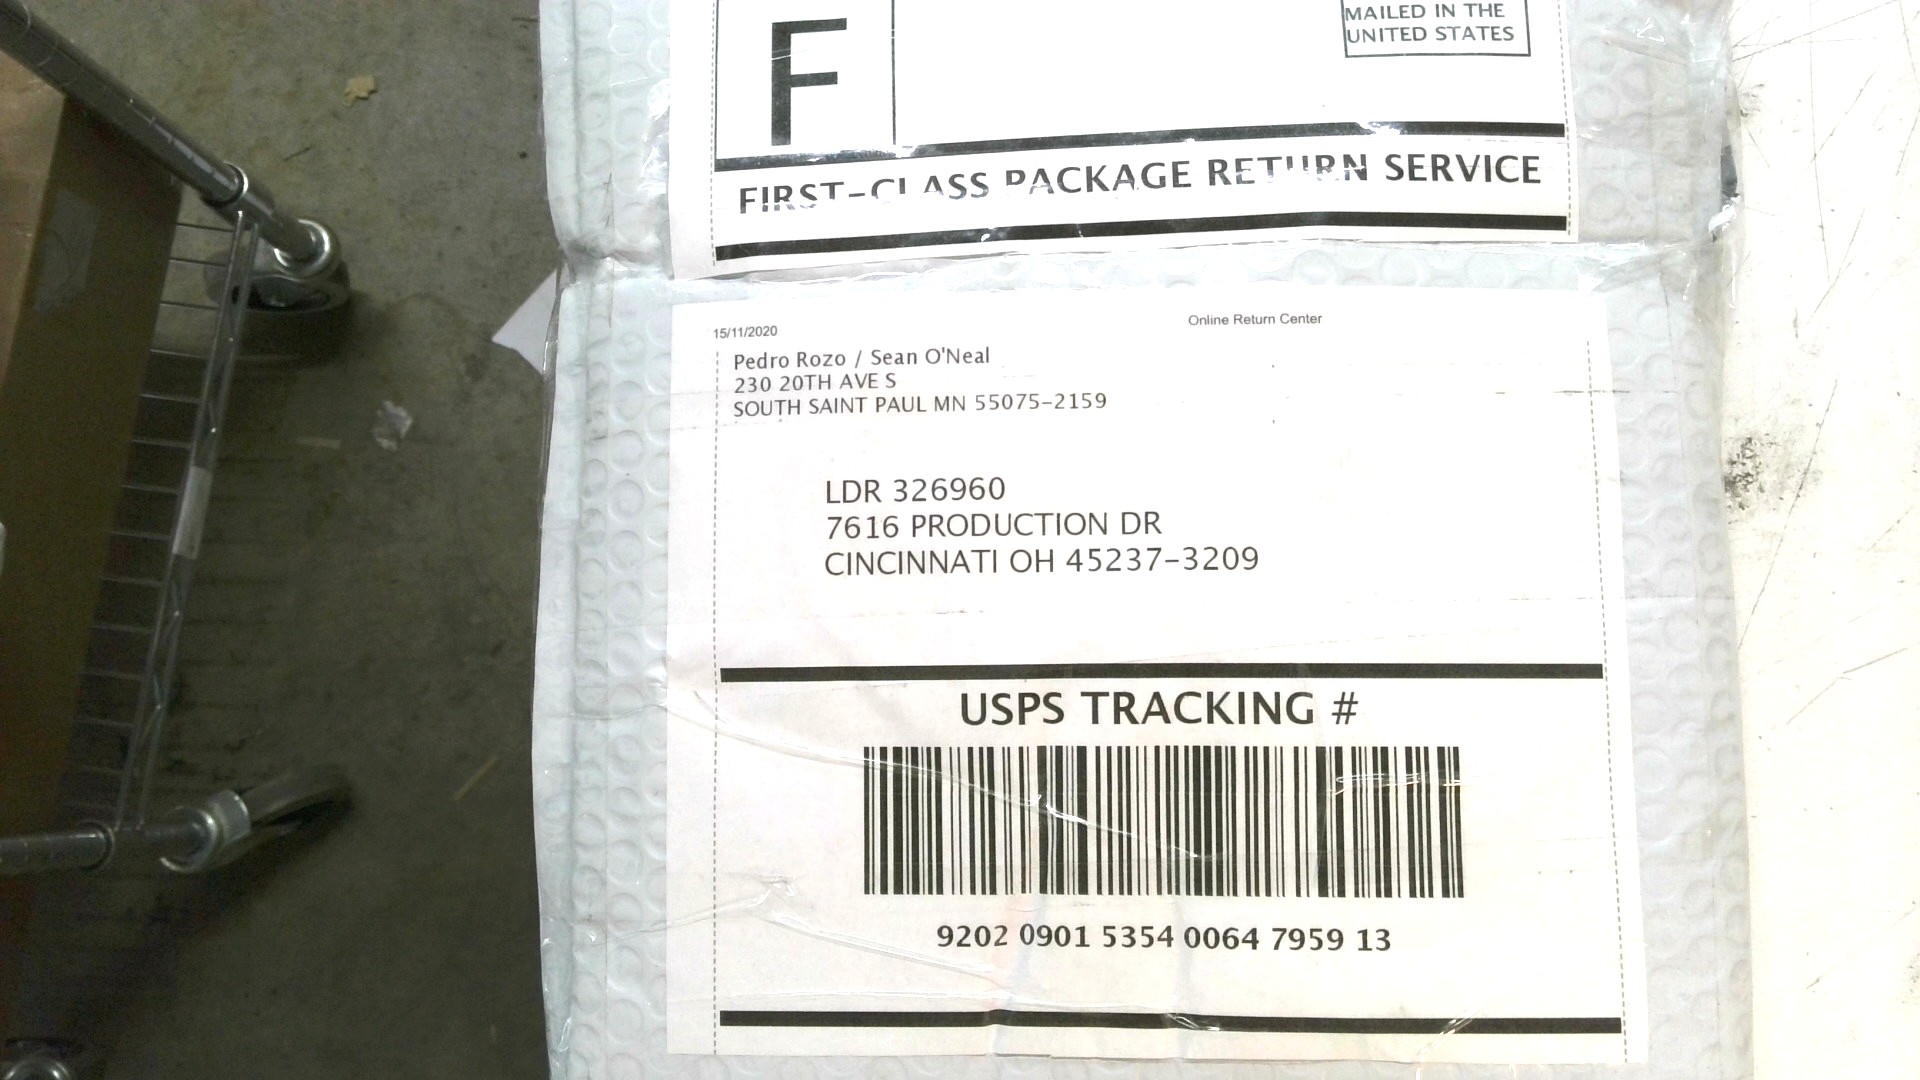 F
MAILED IN THE
UNITED STATES
FIRST-CLASS PACKAGE RETURN SERVICE
15/11/2020
Online Return Center
Pedro Rozo / Sean O'Neal
230 20TH AVE S
SOUTH SAINT PAUL MN 55075-2159
LDR 326960
7616 PRODUCTION DR
CINCINNATI OH 45237-3209
USPS TRACKING #
9202 0901 5354 0064 7959 13